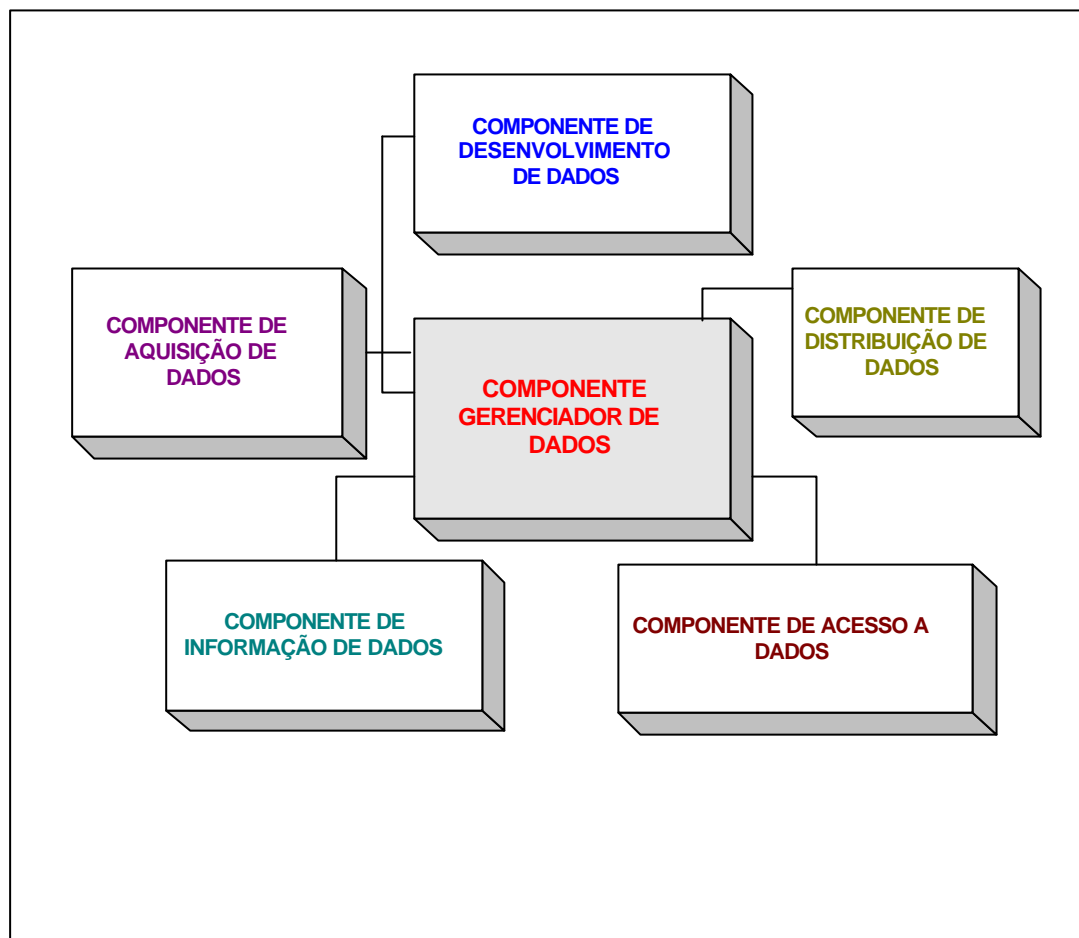 COMPONENTE DE
DESENVOLVIMENTO
DE DADOS
COMPONENTE DE
AQUISIÇÃO DE
DADOS
COMPONENTE DE
DISTRIBUIÇÃO DE
DADOS
COMPONENTE
GERENCIADOR DE
DADOS
COMPONENTE DE
INFORMAÇÃO DE DADOS
COMPONENTE DE ACESSO A
DADOS